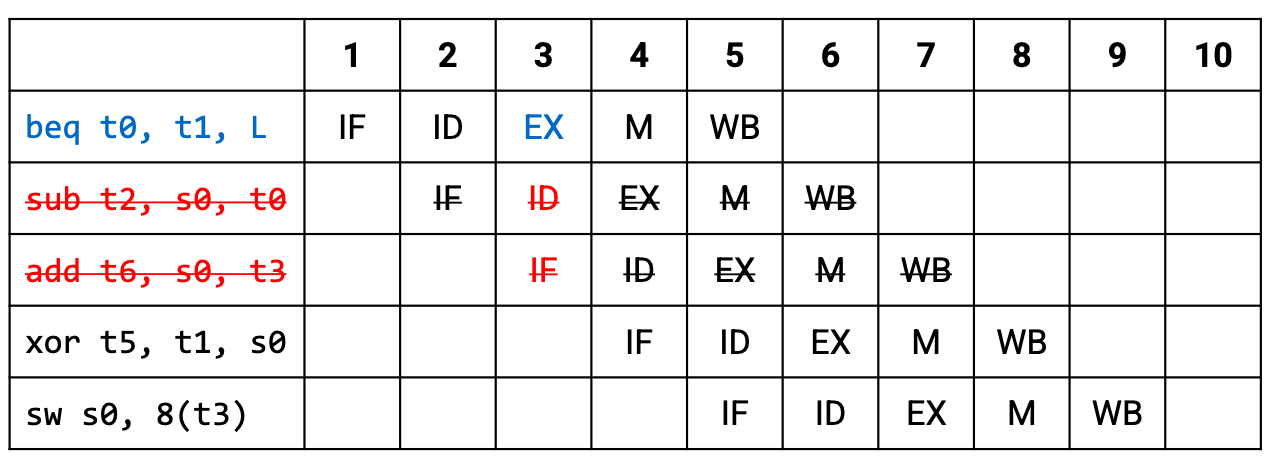 1 2 3 4 5 6 7 8 9 10
beq t0, t1, L IF ID EX M WB
sub t2, s0, t0 IF ID EX M WB
add t6, s0, t3 IF ID EX M WB
xor t5, t1, s0 IF ID EX M WB
sw s0, 8(t3) IF ID EX M WB